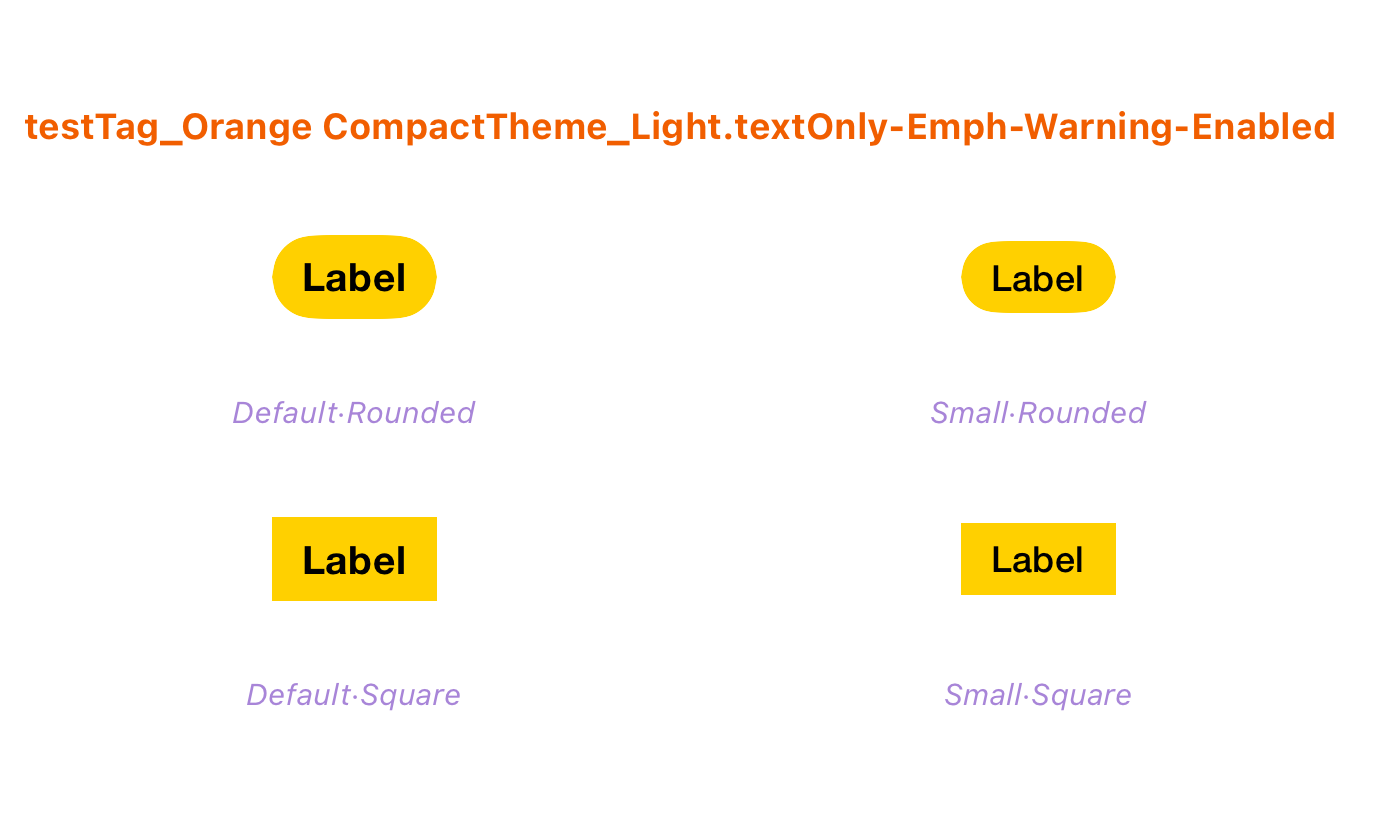 testTag_Orange CompactTheme_Light.textOnly-Emph-Warning-Enabled
Label Label
Default·Rounded Small·Rounded
Label Label
Default·Square Small·Square